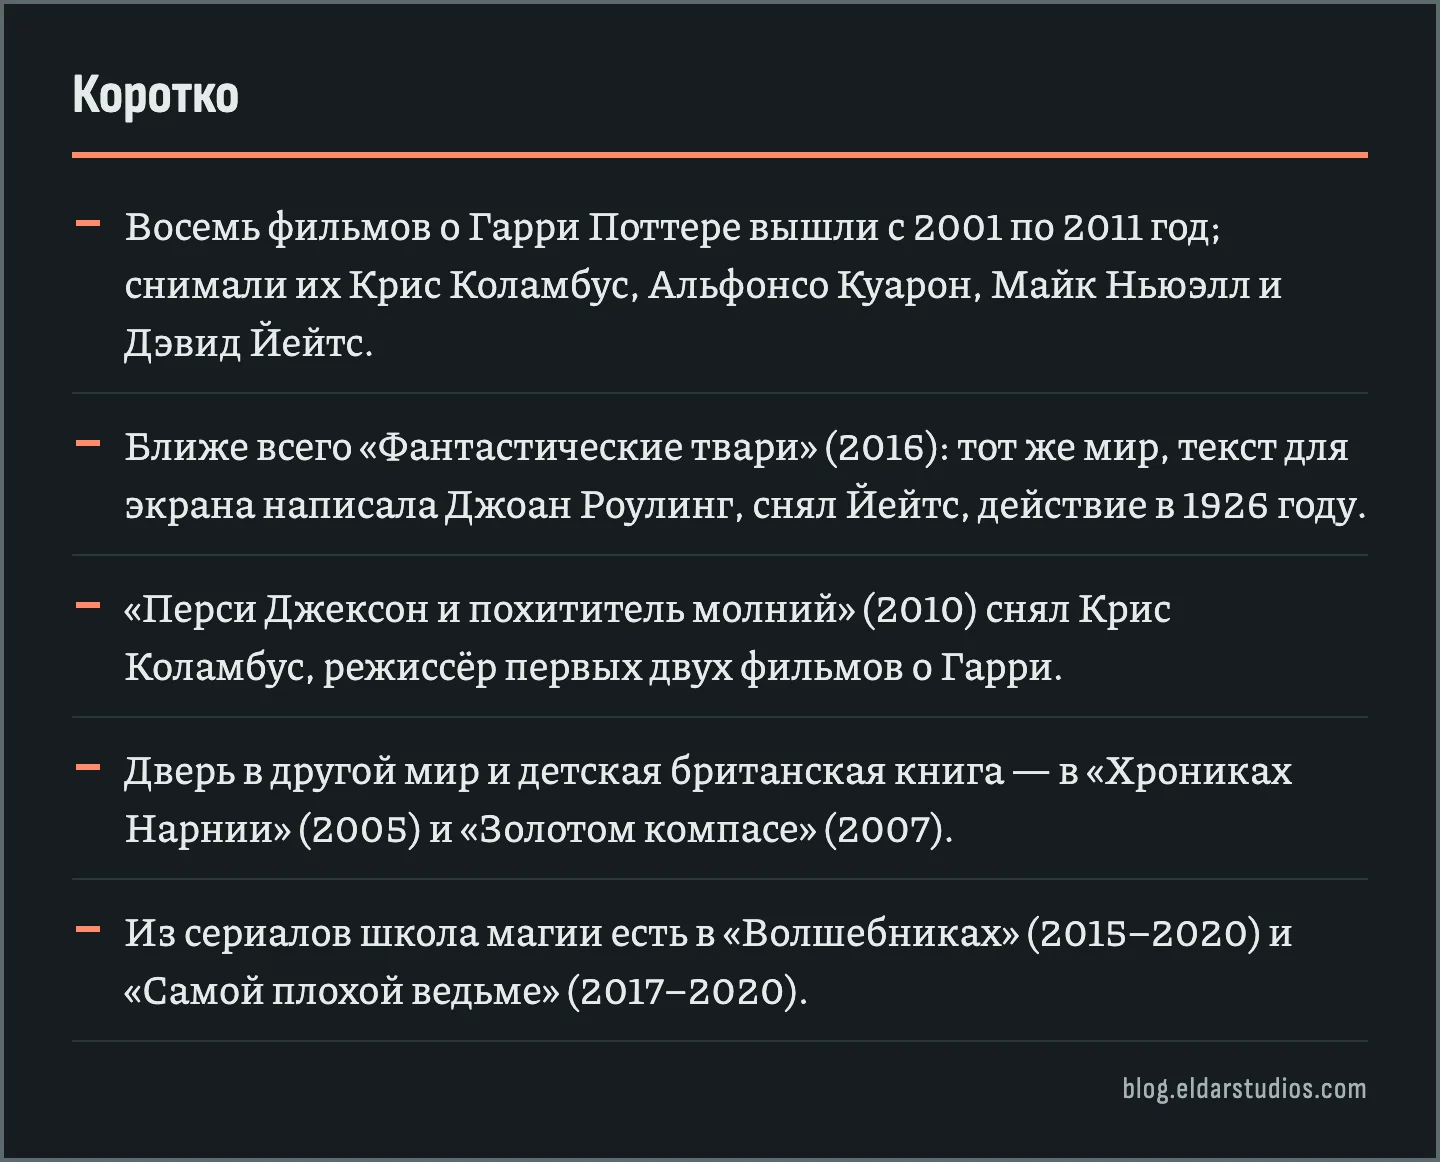 Коротко
Восемь фильмов о Гарри Поттере вышли с 2001 по 2011 год;
снимали их Крис Коламбус, Альфонсо Куарон, Майк Ньюэлл и
Дэвид Йейтс.
Ближе всего «Фантастические твари» (2016): тот же мир, текст для
экрана написала Джоан Роулинг, снял Йейтс, действие в 1926 году.
«Перси Джексон и похититель молний» (2010) снял Крис
Коламбус, режиссёр первых двух фильмов о Гарри.
Дверь в другой мир и детская британская книга — в «Хрониках
Нарнии» (2005) и «Золотом компасе» (2007).
Из сериалов школа магии есть в «Волшебниках» (2015–2020) и
«Самой плохой ведьме» (2017–2020).
blog.eldarstudios.com